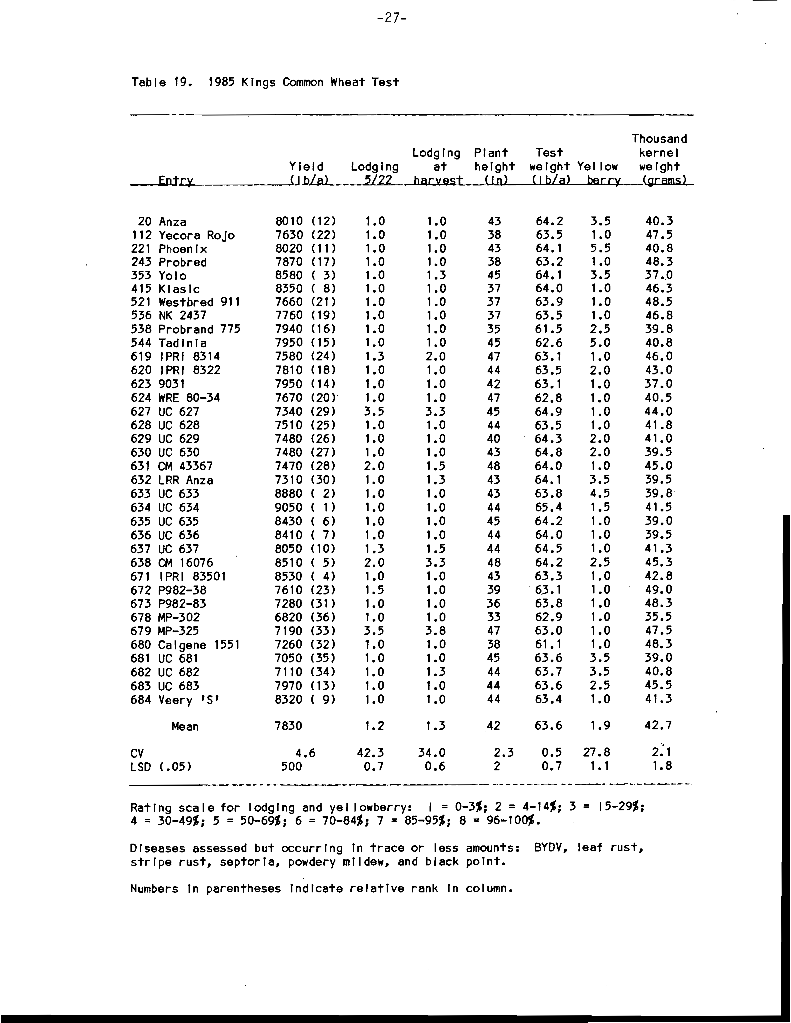 -27-
Table 19. 1985 Kings Common Wheat Test
Thousand
Lodging Plant Test kernel
Yield Lodging at height weight Yellow weight
Entry (lb/a) 5/22 harvest (in) (lb/a) berry (grams)
20 Anza 8010 (12) 1.0 1.0 43 64.2 3.5 40.3
112 Yecora Rojo 7630 (22) 1.0 1.0 38 63.5 1.0 47.5
221 Phoenix 8020 (11) 1.0 1.0 43 64.1 5.5 40.8
243 Probred 7870 (17) 1.0 1.0 38 63.2 1.0 48.3
353 Yolo 8580 ( 3) 1.0 1.3 45 64.1 3.5 37.0
415 Klasic 8350 ( 8) 1.0 1.0 37 64.0 1.0 46.3
521 Westbred 911 7660 (21) 1.0 1.0 37 63.9 1.0 48.5
536 NK 2437 7760 (19) 1.0 1.0 37 63.5 1.0 46.8
538 Probrand 775 7940 (16) 1.0 1.0 35 61.5 2.5 39.8
544 Tadinia 7950 (15) 1.0 1.0 45 62.6 5.0 40.8
619 IPRI 8314 7580 (24) 1.3 2.0 47 63.1 1.0 46.0
620 IPRI 8322 7810 (18) 1.0 1.0 44 63.5 2.0 43.0
623 9031 7950 (14) 1.0 1.0 42 63.1 1.0 37.0
624 WRE 80-34 7670 (20) 1.0 1.0 47 62.8 1.0 40.5
627 UC 627 7340 (29) 3.5 3.3 45 64.9 1.0 44.0
628 UC 628 7510 (25) 1.0 1.0 44 63.5 1.0 41.8
629 UC 629 7480 (26) 1.0 1.0 40 64.3 2.0 41.0
630 UC 630 7480 (27) 1.0 1.0 43 64.8 2.0 39.5
631 CM 43367 7470 (28) 2.0 1.5 48 64.0 1.0 45.0
632 LRR Anza 7310 (30) 1.0 1.3 43 64.1 3.5 39.5
633 UC 633 8880 ( 2) 1.0 1.0 43 63.8 4.5 39.8
634 UC 634 9050 ( 1) 1.0 1.0 44 65.4 1.5 41.5
635 UC 635 8430 ( 6) 1.0 1.0 45 64.2 1.0 39.0
636 UC 636 8410 ( 7) 1.0 1.0 44 64.0 1.0 39.5
637 UC 637 8050 (10) 1.3 1.5 44 64.5 1.0 41.3
638 CM 16076 8510 ( 5) 2.0 3.3 48 64.2 2.5 45.3
671 IPRI 83501 8530 ( 4) 1.0 1.0 43 63.3 1.0 42.8
672 P982-38 7610 (23) 1.5 1.0 39 63.1 1.0 49.0
673 P982-83 7280 (31) 1.0 1.0 36 63.8 1.0 48.3
678 MP-302 6820 (36) 1.0 1.0 33 62.9 1.0 35.5
679 MP-325 7190 (33) 3.5 3.8 47 63.0 1.0 47.5
680 Calgene 1551 7260 (32) 1.0 1.0 38 61.1 1.0 48.3
681 UC 681 7050 (35) 1.0 1.0 45 63.6 3.5 39.0
682 UC 682 7110 (34) 1.0 1.3 44 63.7 3.5 40.8
683 UC 683 7970 (13) 1.0 1.0 44 63.6 2.5 45.5
684 Veery 'S' 8320 ( 9) 1.0 1.0 44 63.4 1.0 41.3
Mean 7830 1.2 1.3 42 63.6 1.9 42.7
CV 4.6 42.3 34.0 2.3 0.5 27.8 2.1
LSD (.05) 500 0.7 0.6 2 0.7 1.1 1.8
Rating scale for lodging and yellowberry: 1 = 0-3%; 2 = 4-14%; 3 = 15-29%;
4 = 30-49%; 5 = 50-69%; 6 = 70-84%; 7 = 85-95%; 8 = 96-100%.
Diseases assessed but occurring in trace or less amounts: BYDV, leaf rust,
stripe rust, septoria, powdery mildew, and black point.
Numbers in parentheses indicate relative rank in column.